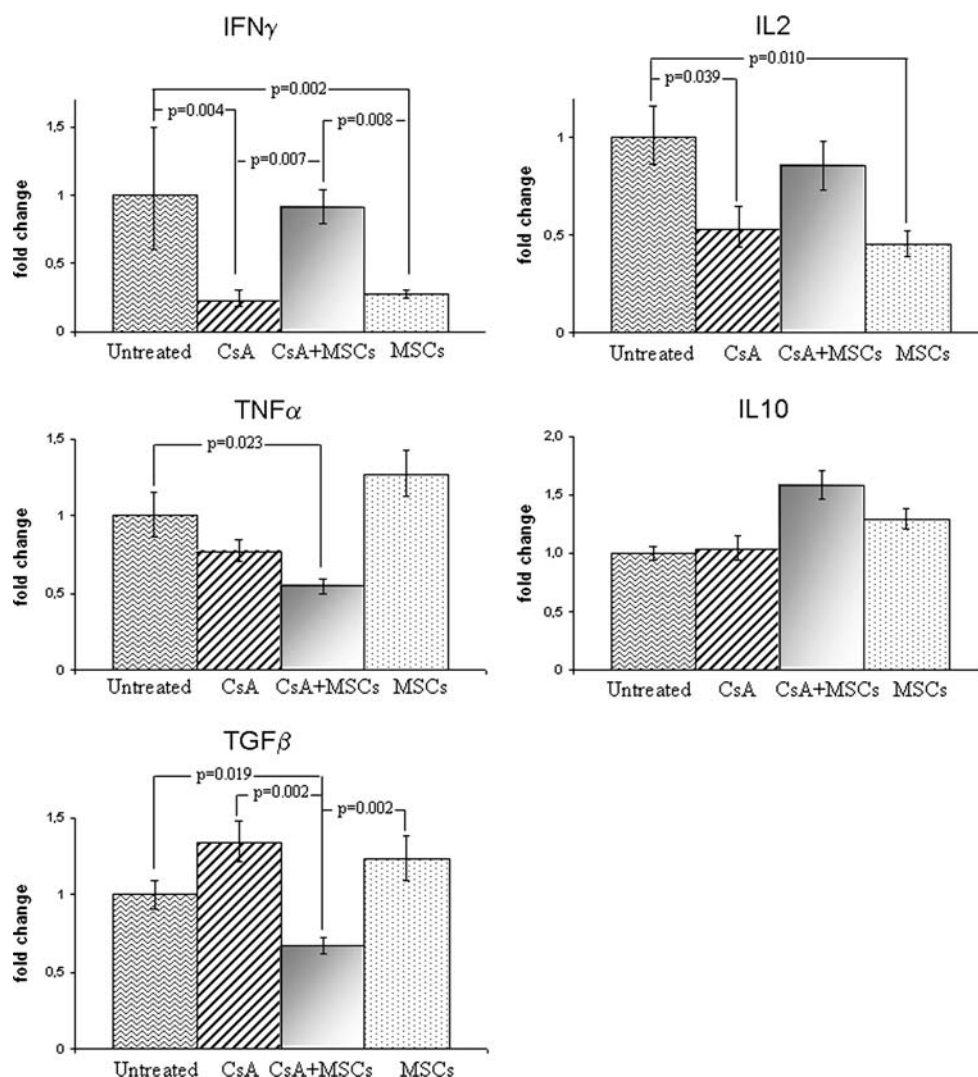 IFNγ
p=0.002
p=0.004
p=0.008
p=0.007
1,5
1
0,5
0
fold change
Untreated CsA CsA+MSCs MSCs
IL2
p=0.010
p=0.039
1
0,5
0
fold change
Untreated CsA CsA+MSCs MSCs
TNFα
p=0.023
1,5
1
0,5
0
fold change
Untreated CsA CsA+MSCs MSCs
IL10
2,0
1,5
1,0
0,5
0
fold change
Untreated CsA CsA+MSCs MSCs
TGFβ
p=0.019
p=0.002
p=0.002
1,5
1
0,5
0
fold change
Untreated CsA CsA+MSCs MSCs